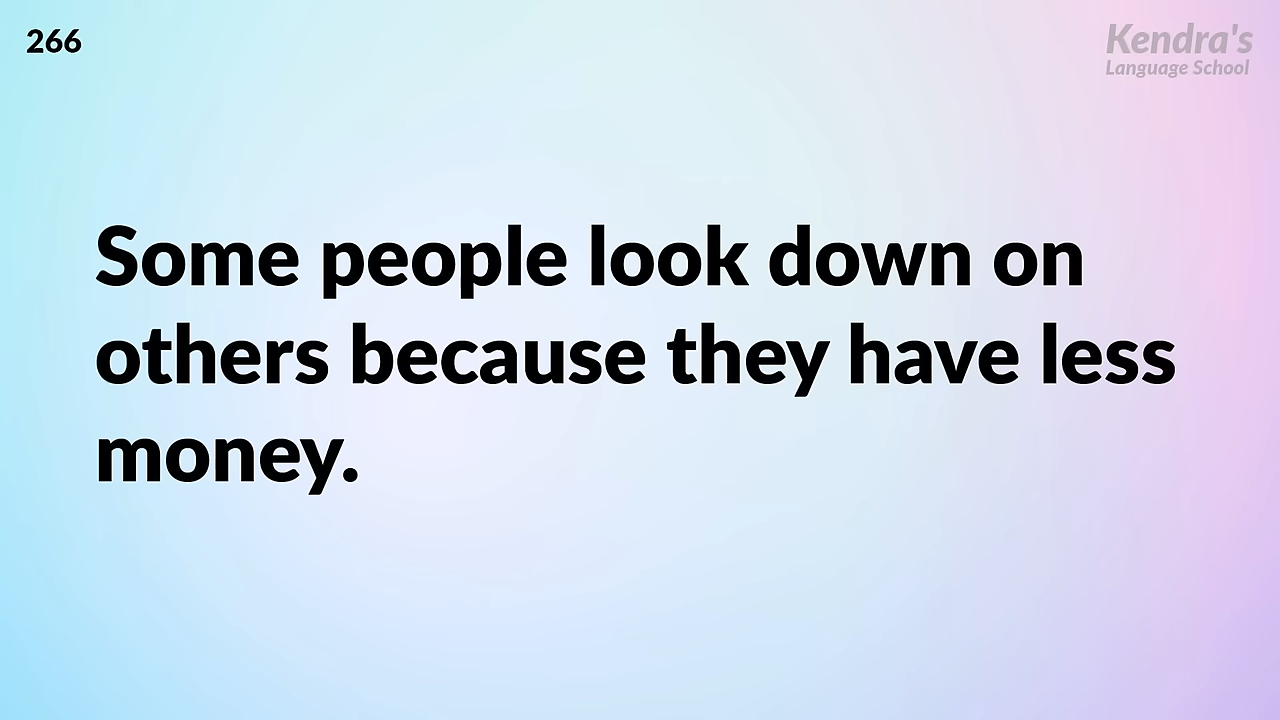 266
Kendra's
Language School
Some people look down on
others because they have less
money.